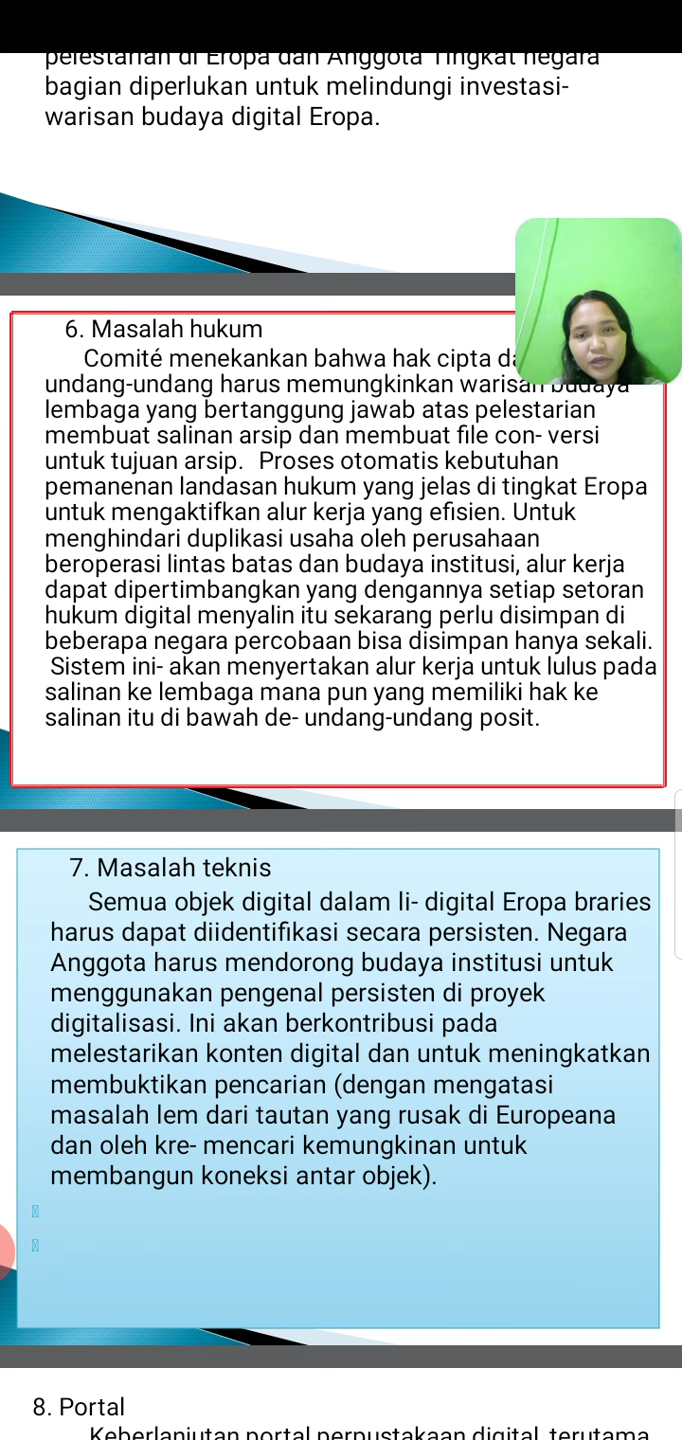 pelestarian di Eropa dan Anggota Tingkat negara
bagian diperlukan untuk melindungi investasi-
warisan budaya digital Eropa.
6. Masalah hukum
Comité menekankan bahwa hak cipta
undang-undang harus memungkinkan warisan budaya
lembaga yang bertanggung jawab atas pelestarian
membuat salinan arsip dan membuat file con- versi
untuk tujuan arsip. Proses otomatis kebutuhan
pemanenan landasan hukum yang jelas di tingkat Eropa
untuk mengaktifkan alur kerja yang efisien. Untuk
menghindari duplikasi usaha oleh perusahaan
beroperasi lintas batas dan budaya institusi, alur kerja
dapat dipertimbangkan yang dengannya setiap setoran
hukum digital menyalin itu sekarang perlu disimpan di
beberapa negara percobaan bisa disimpan hanya sekali.
Sistem ini- akan menyertakan alur kerja untuk lulus pada
salinan ke lembaga mana pun yang memiliki hak ke
salinan itu di bawah de- undang-undang posit.
7. Masalah teknis
Semua objek digital dalam li- digital Eropa braries
harus dapat diidentifikasi secara persisten. Negara
Anggota harus mendorong budaya institusi untuk
menggunakan pengenal persisten di proyek
digitalisasi. Ini akan berkontribusi pada
melestarikan konten digital dan untuk meningkatkan
membuktikan pencarian (dengan mengatasi
masalah lem dari tautan yang rusak di Europeana
dan oleh kre- mencari kemungkinan untuk
membangun koneksi antar objek).
8. Portal
Keberlanjutan portal perpustakaan digital, terutama